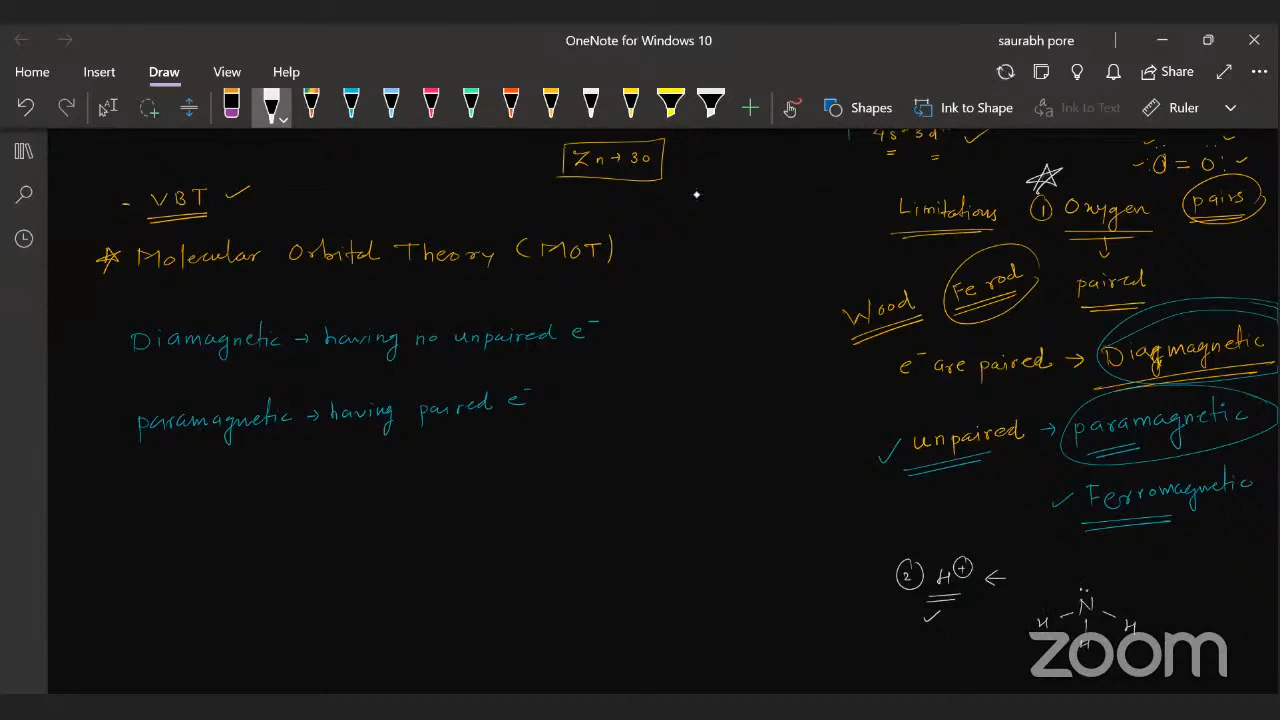 OneNote for Windows 10
saurabh pore
Home Insert Draw View Help
Share
Shapes
Ink to Shape
Ink to Text
Ruler
4s 3d
Zn → 30
:O = O:
- VBT ✓
Limitations ① Oxygen pairs
☆ Molecular Orbital Theory (MOT)
Wood Fe rod paired
Diamagnetic → having no unpaired e⁻
e⁻ are paired → Diagmagnetic
paramagnetic → having paired e⁻
✓ unpaired → paramagnetic
✓ Ferromagnetic
② H⁺ ←
N
H H
H
zoom